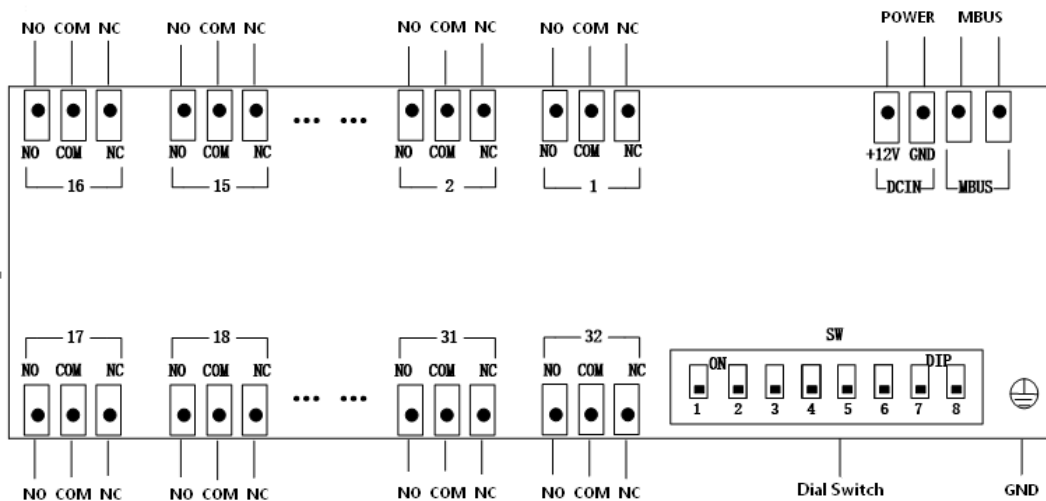 NO COM NC NO COM NC NO COM NC NO COM NC POWER MBUS
••• •••
NO COM NC NO COM NC NO COM NC NO COM NC +12V GND
16 15 2 1 DCIN MBUS
17 18 31 32 SW
NO COM NC NO COM NC NO COM NC NO COM NC ON DIP
••• •••
1 2 3 4 5 6 7 8
NO COM NC NO COM NC NO COM NC NO COM NC Dial Switch GND